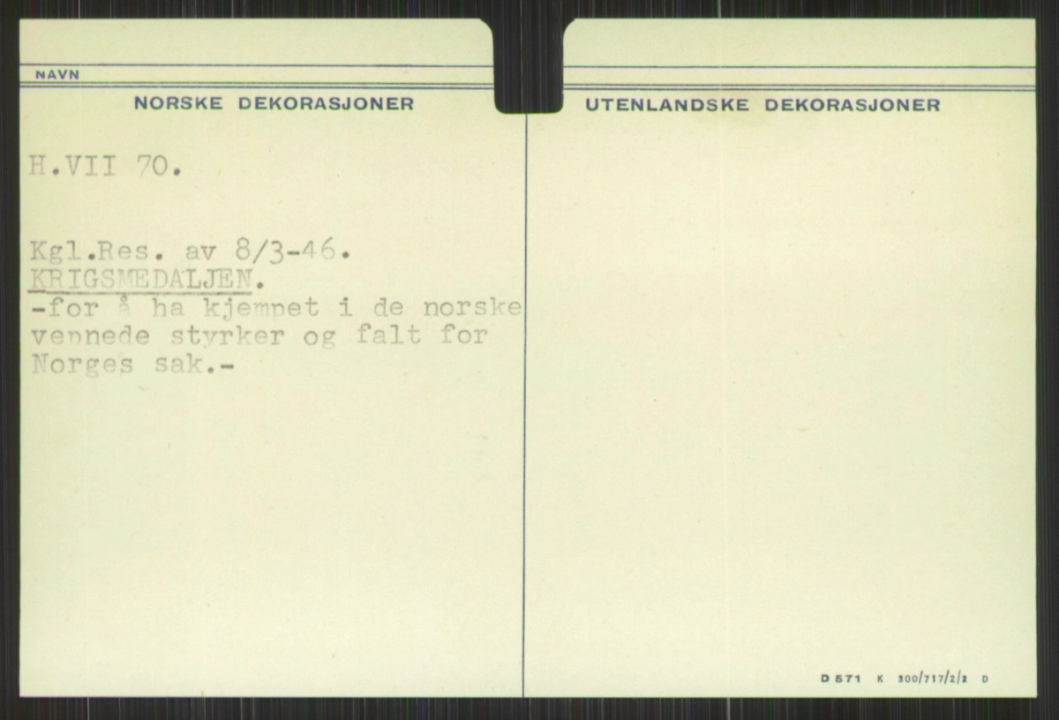 NAVN
NORSKE DEKORASJONER
UTENLANDSKE DEKORASJONER
H.VII 70.
Kgl.Res. av 8/3-46.
KRIGSMEDALJEN.
-for å ha kjempet i de norske
vepnede styrker og falt for
Norges sak.-
D 571 K 300/717/2/2 D